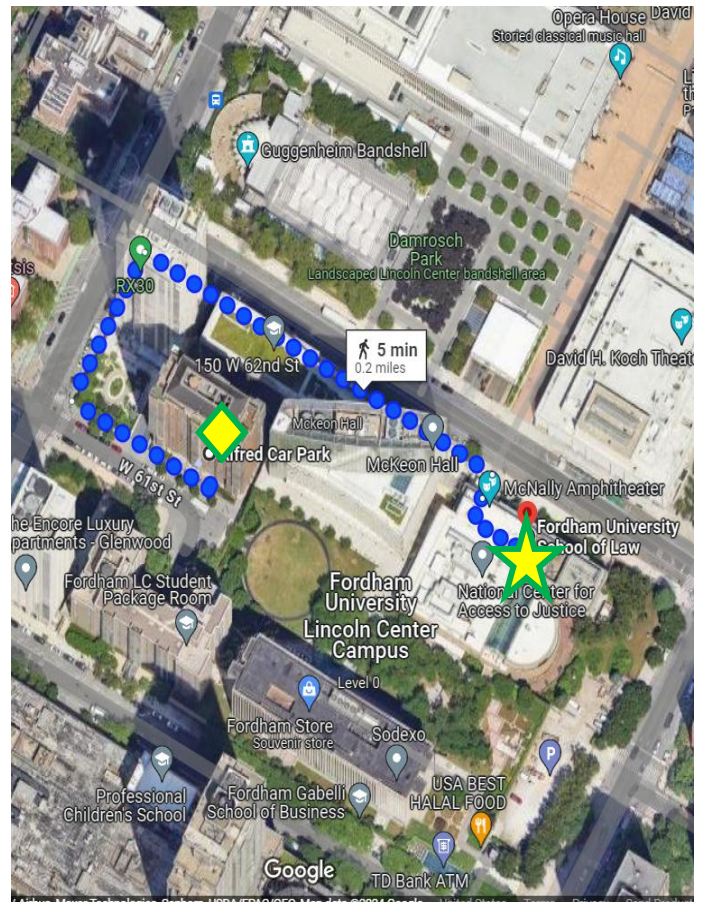 Opera House
Storied classical music hall
David
Guggenheim Bandshell
Damrosch
Park
Landscaped Lincoln Center bandshell area
RX30
5 min
0.2 miles
150 W 62nd St
David H. Koch Theat
Mckeon Hall
McKeon Hall
lfred Car Park
W 61st St
McNally Amphitheater
Fordham University
School of Law
he Encore Luxury
partments - Glenwood
National Center for
Access to Justice
Fordham LC Student
Package Room
Fordham
University
Lincoln Center
Campus
Level 0
Fordham Store
Souvenir store
Sodexo
P
Professional
Children's School
Fordham Gabelli
School of Business
USA BEST
HALAL FOOD
Google
TD Bank ATM